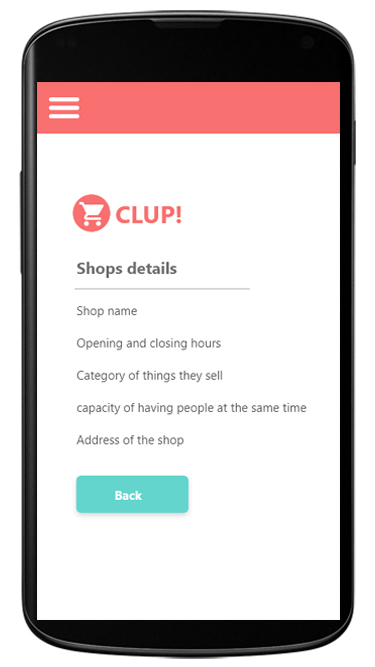 CLUP!
Shops details
Shop name
Opening and closing hours
Category of things they sell
capacity of having people at the same time
Address of the shop
Back